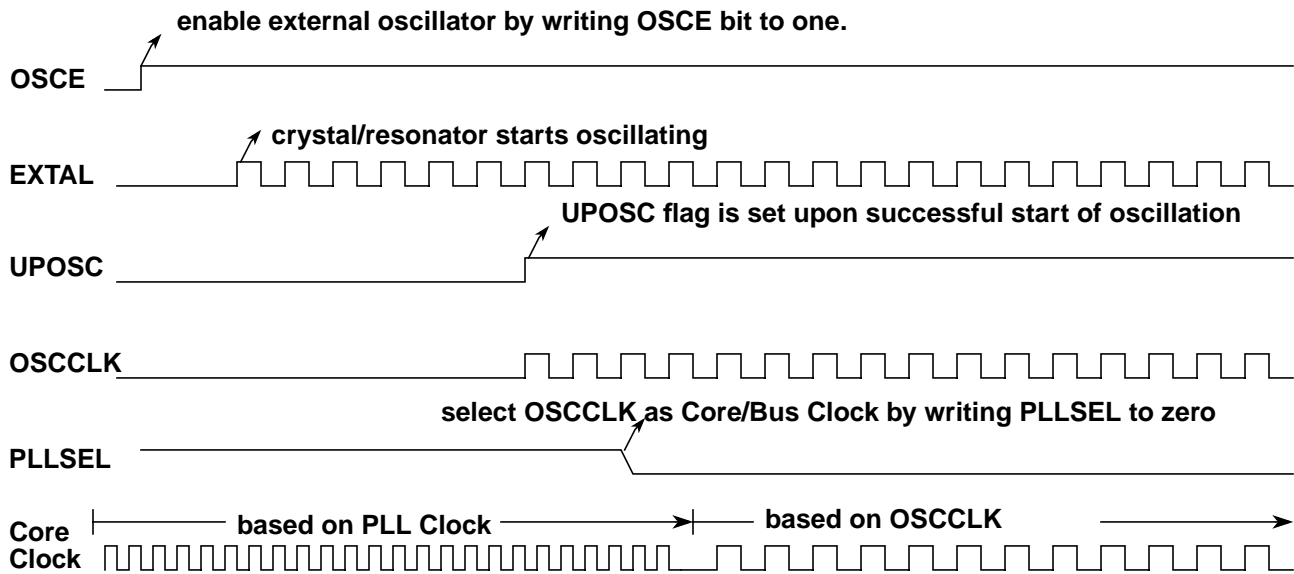 enable external oscillator by writing OSCE bit to one.
OSCE
crystal/resonator starts oscillating
EXTAL
UPOSC flag is set upon successful start of oscillation
UPOSC
OSCCLK
select OSCCLK as Core/Bus Clock by writing PLLSEL to zero
PLLSEL
based on PLL Clock
based on OSCCLK
Core
Clock